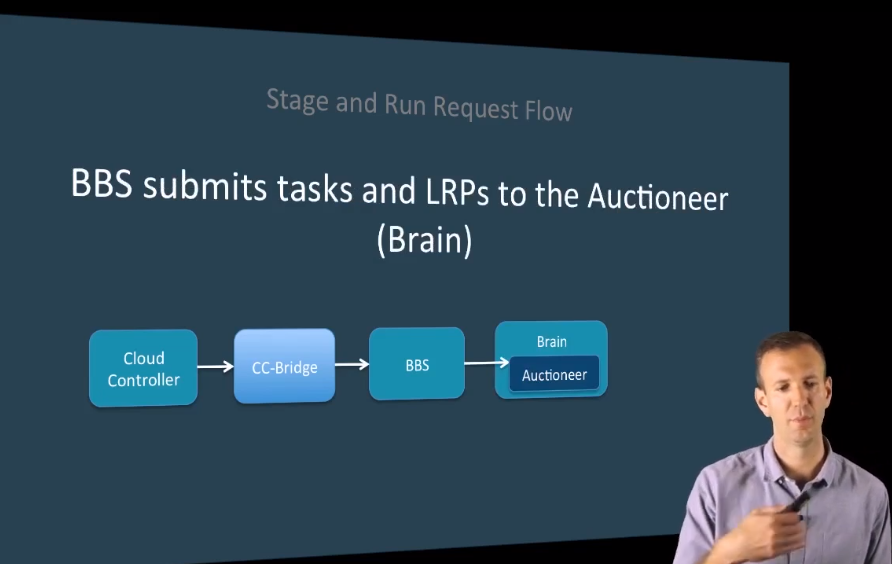 Stage and Run Request Flow
BBS submits tasks and LRPs to the Auctioneer
(Brain)
Cloud
Controller
CC-Bridge
BBS
Brain
Auctioneer